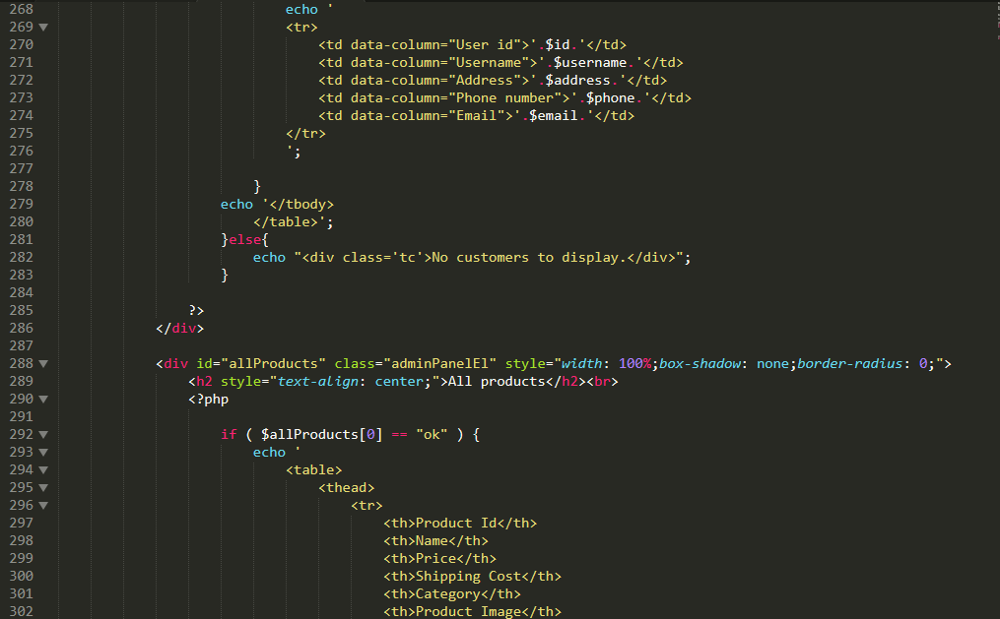 268 echo '
269 <tr>
270 <td data-column="User id">'.$id.'</td>
271 <td data-column="Username">'.$username.'</td>
272 <td data-column="Address">'.$address.'</td>
273 <td data-column="Phone number">'.$phone.'</td>
274 <td data-column="Email">'.$email.'</td>
275 </tr>
276 ';
277
278 }
279 echo '</tbody>
280 </table>';
281 }else{
282 echo "<div class='tc'>No customers to display.</div>";
283 }
284
285 ?>
286 </div>
287
288 <div id="allProducts" class="adminPanelEl" style="width: 100%;box-shadow: none;border-radius: 0;">
289 <h2 style="text-align: center;">All products</h2><br>
290 <?php
291
292 if ( $allProducts[0] == "ok" ) {
293 echo '
294 <table>
295 <thead>
296 <tr>
297 <th>Product Id</th>
298 <th>Name</th>
299 <th>Price</th>
300 <th>Shipping Cost</th>
301 <th>Category</th>
302 <th>Product Image</th>